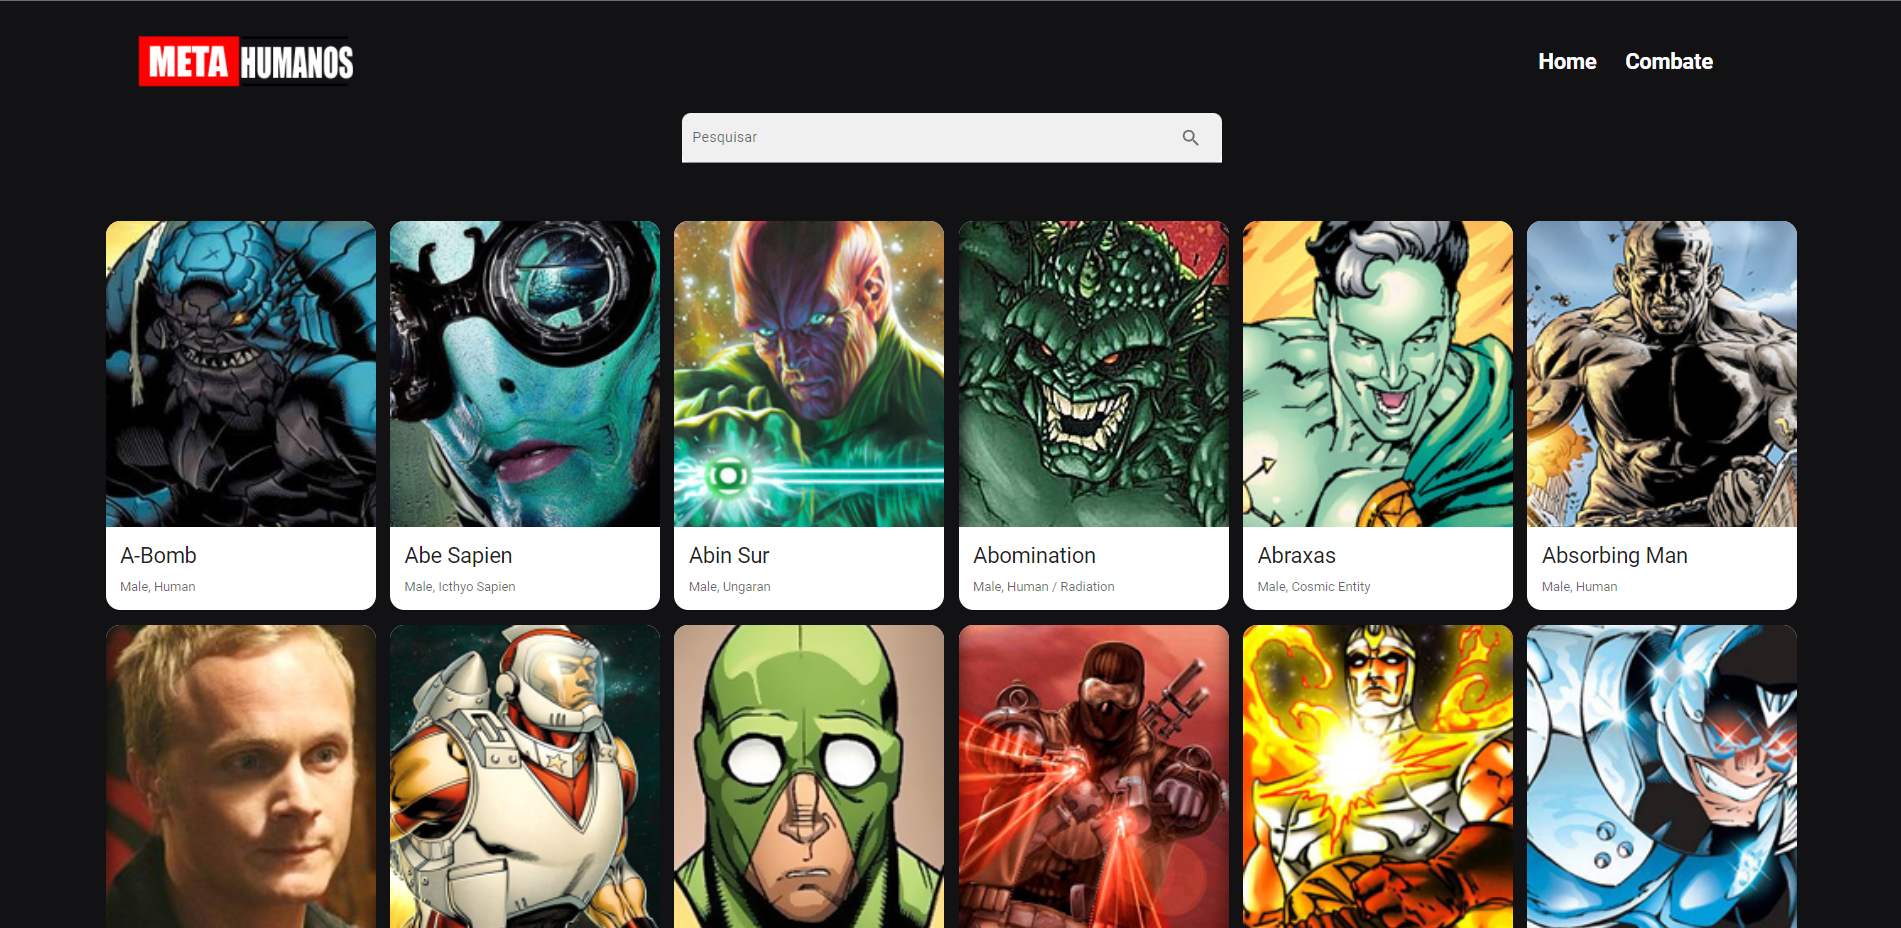 META HUMANOS
Home
Combate
Pesquisar
A-Bomb
Male, Human
Abe Sapien
Male, Icthyo Sapien
Abin Sur
Male, Ungaran
Abomination
Male, Human / Radiation
Abraxas
Male, Cosmic Entity
Absorbing Man
Male, Human